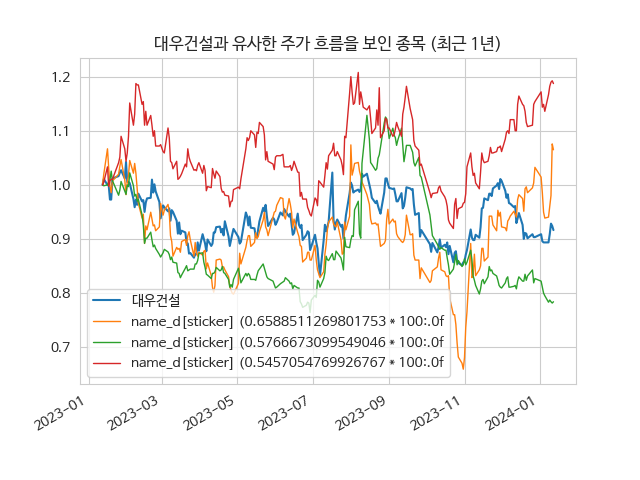 대우건설과 유사한 주가 흐름을 보인 종목 (최근 1년)
1.2
1.1
1.0
0.9
0.8
0.7
대우건설
name_d[sticker] (0.6588511269801753 * 100:.0f
name_d[sticker] (0.5766673099549046 * 100:.0f
name_d[sticker] (0.5457054769926767 * 100:.0f
2023-01
2023-03
2023-05
2023-07
2023-09
2023-11
2024-01